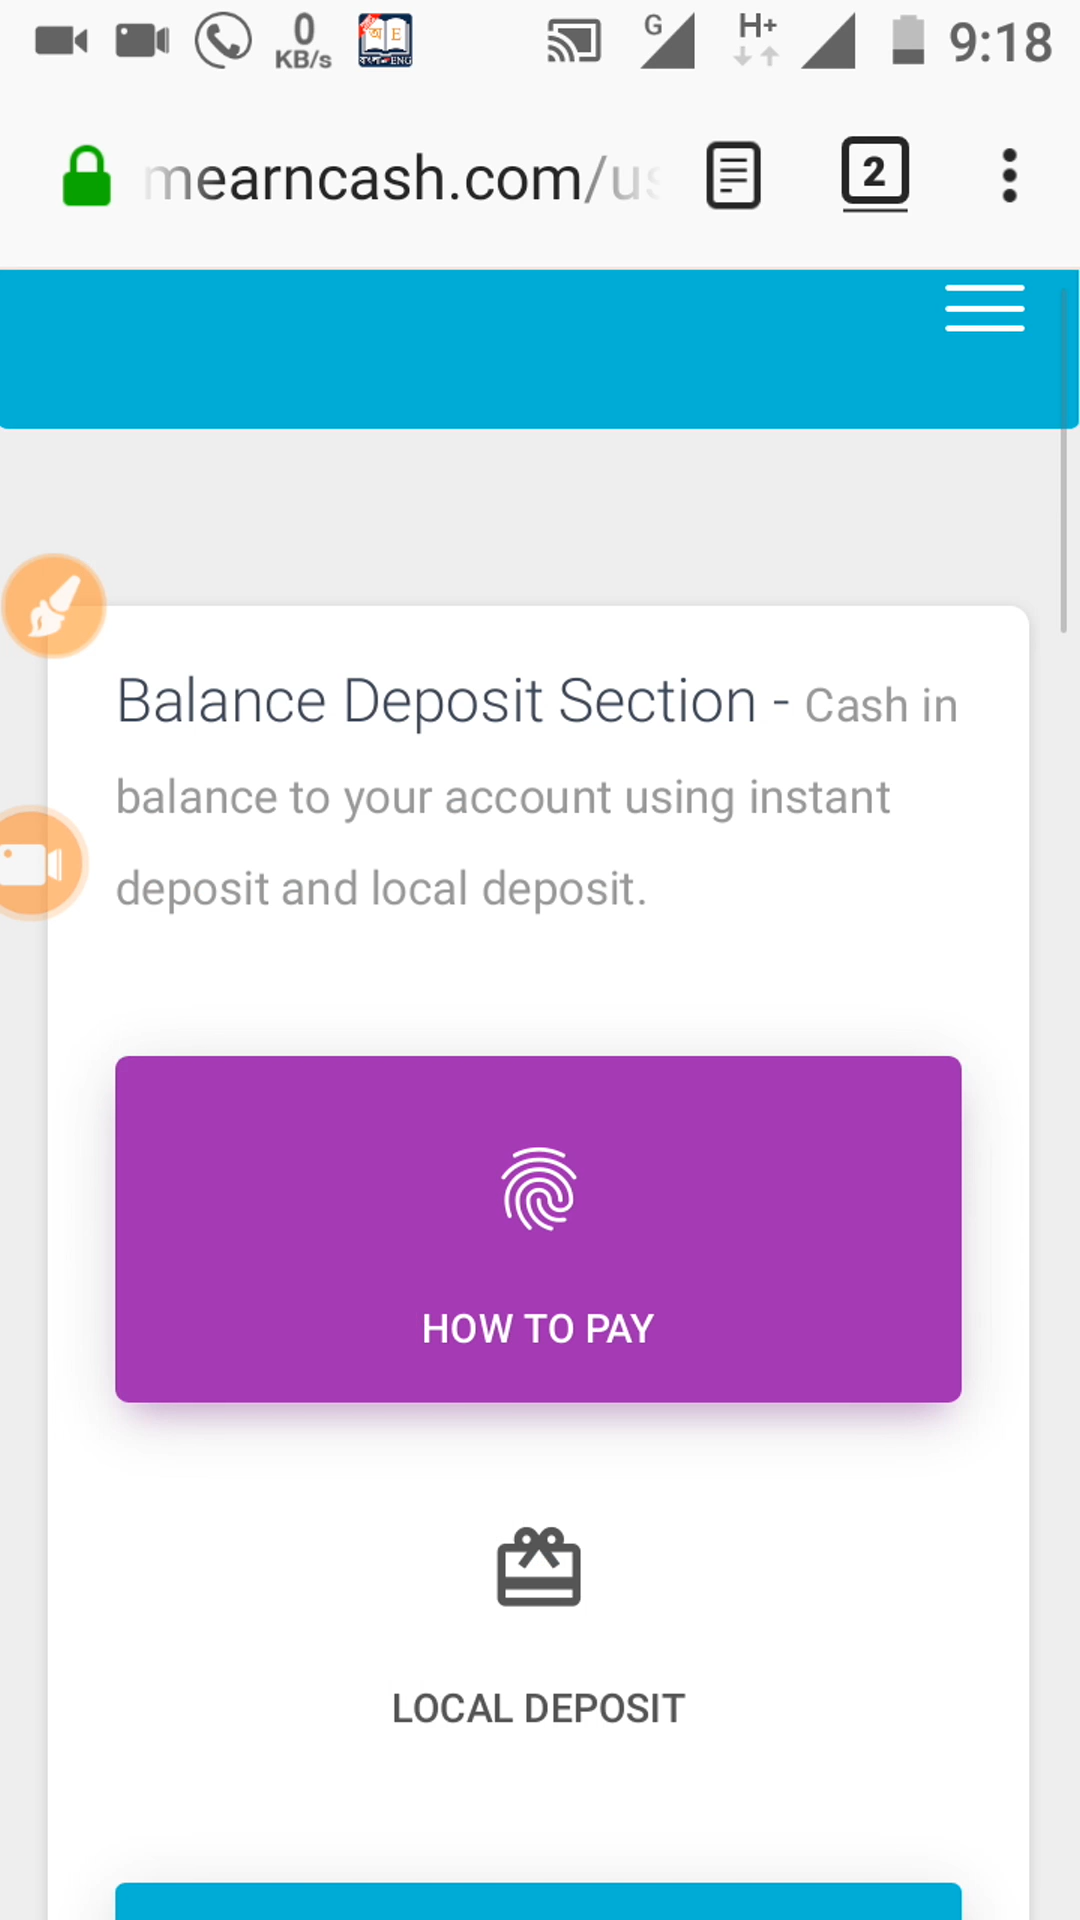 0
KB/s
অ E
বাংলা ENG
G
H+
9:18
mearncash.com/us
2
Balance Deposit Section - Cash in
balance to your account using instant
deposit and local deposit.
HOW TO PAY
LOCAL DEPOSIT